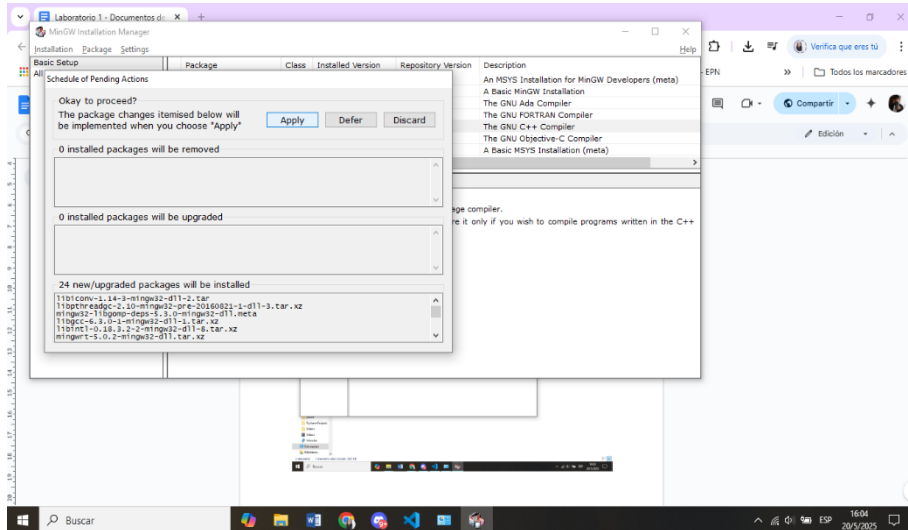 Laboratorio 1 - Documentos de
MinGW Installation Manager
Installation Package Settings Help
Verifica que eres tú
Basic Setup
All
Package Class Installed Version Repository Version Description
- EPN
Todos los marcadores
An MSYS Installation for MinGW Developers (meta)
A Basic MinGW Installation
The GNU Ada Compiler
The GNU FORTRAN Compiler
The GNU C++ Compiler
The GNU Objective-C Compiler
A Basic MSYS Installation (meta)
Compartir
Edición
Schedule of Pending Actions
Okay to proceed?
The package changes itemised below will
be implemented when you choose "Apply"
Apply Defer Discard
0 installed packages will be removed
0 installed packages will be upgraded
age compiler.
re it only if you wish to compile programs written in the C++
24 new/upgraded packages will be installed
libiconv-1.14-3-mingw32-dll-2.tar
libpthreadgc-2.10-mingw32-pre-20160821-1-dll-3.tar.xz
mingw32-libgomp-deps-5.3.0-mingw32-dll.meta
libgcc-6.3.0-1-mingw32-dll-1.tar.xz
libintl-0.18.3.2-2-mingw32-dll-8.tar.xz
mingwrt-5.0.2-mingw32-dll.tar.xz
Buscar
ESP
16:04
20/5/2025